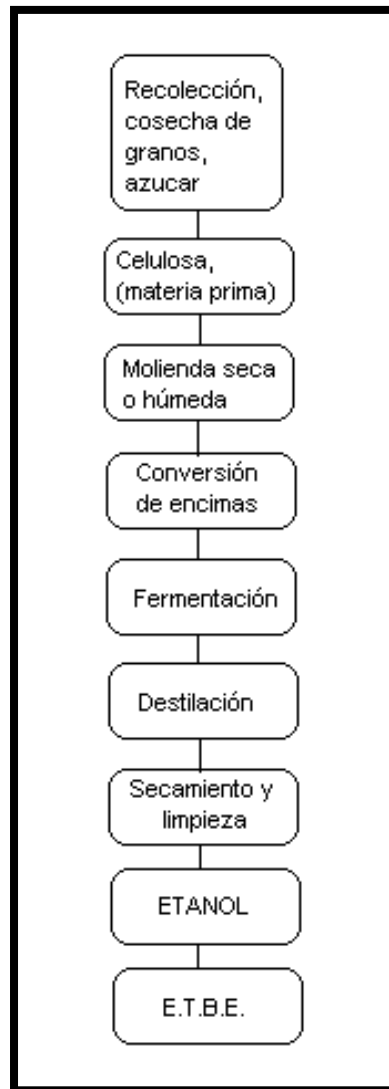 Recolección,
cosecha de
granos,
azucar
Celulosa,
(materia prima)
Molienda seca
o húmeda
Conversión
de encimas
Fermentación
Destilación
Secamiento y
limpieza
ETANOL
E.T.B.E.